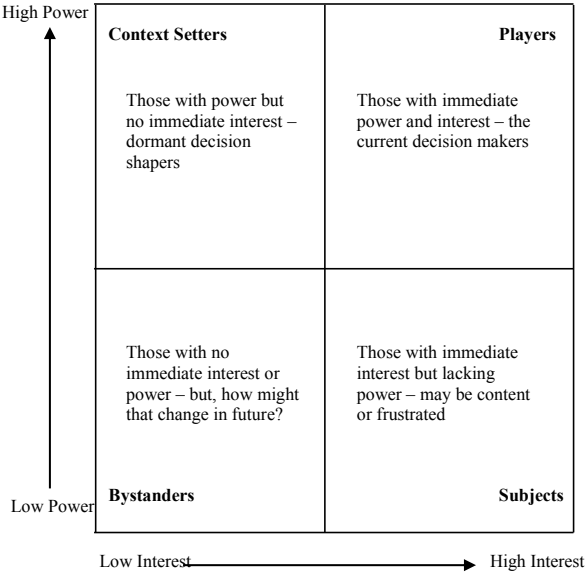 High Power
Context Setters
Players
Those with power but
no immediate interest –
dormant decision
shapers
Those with immediate
power and interest – the
current decision makers
Those with no
immediate interest or
power – but, how might
that change in future?
Those with immediate
interest but lacking
power – may be content
or frustrated
Low Power
Bystanders
Subjects
Low Interest
High Interest